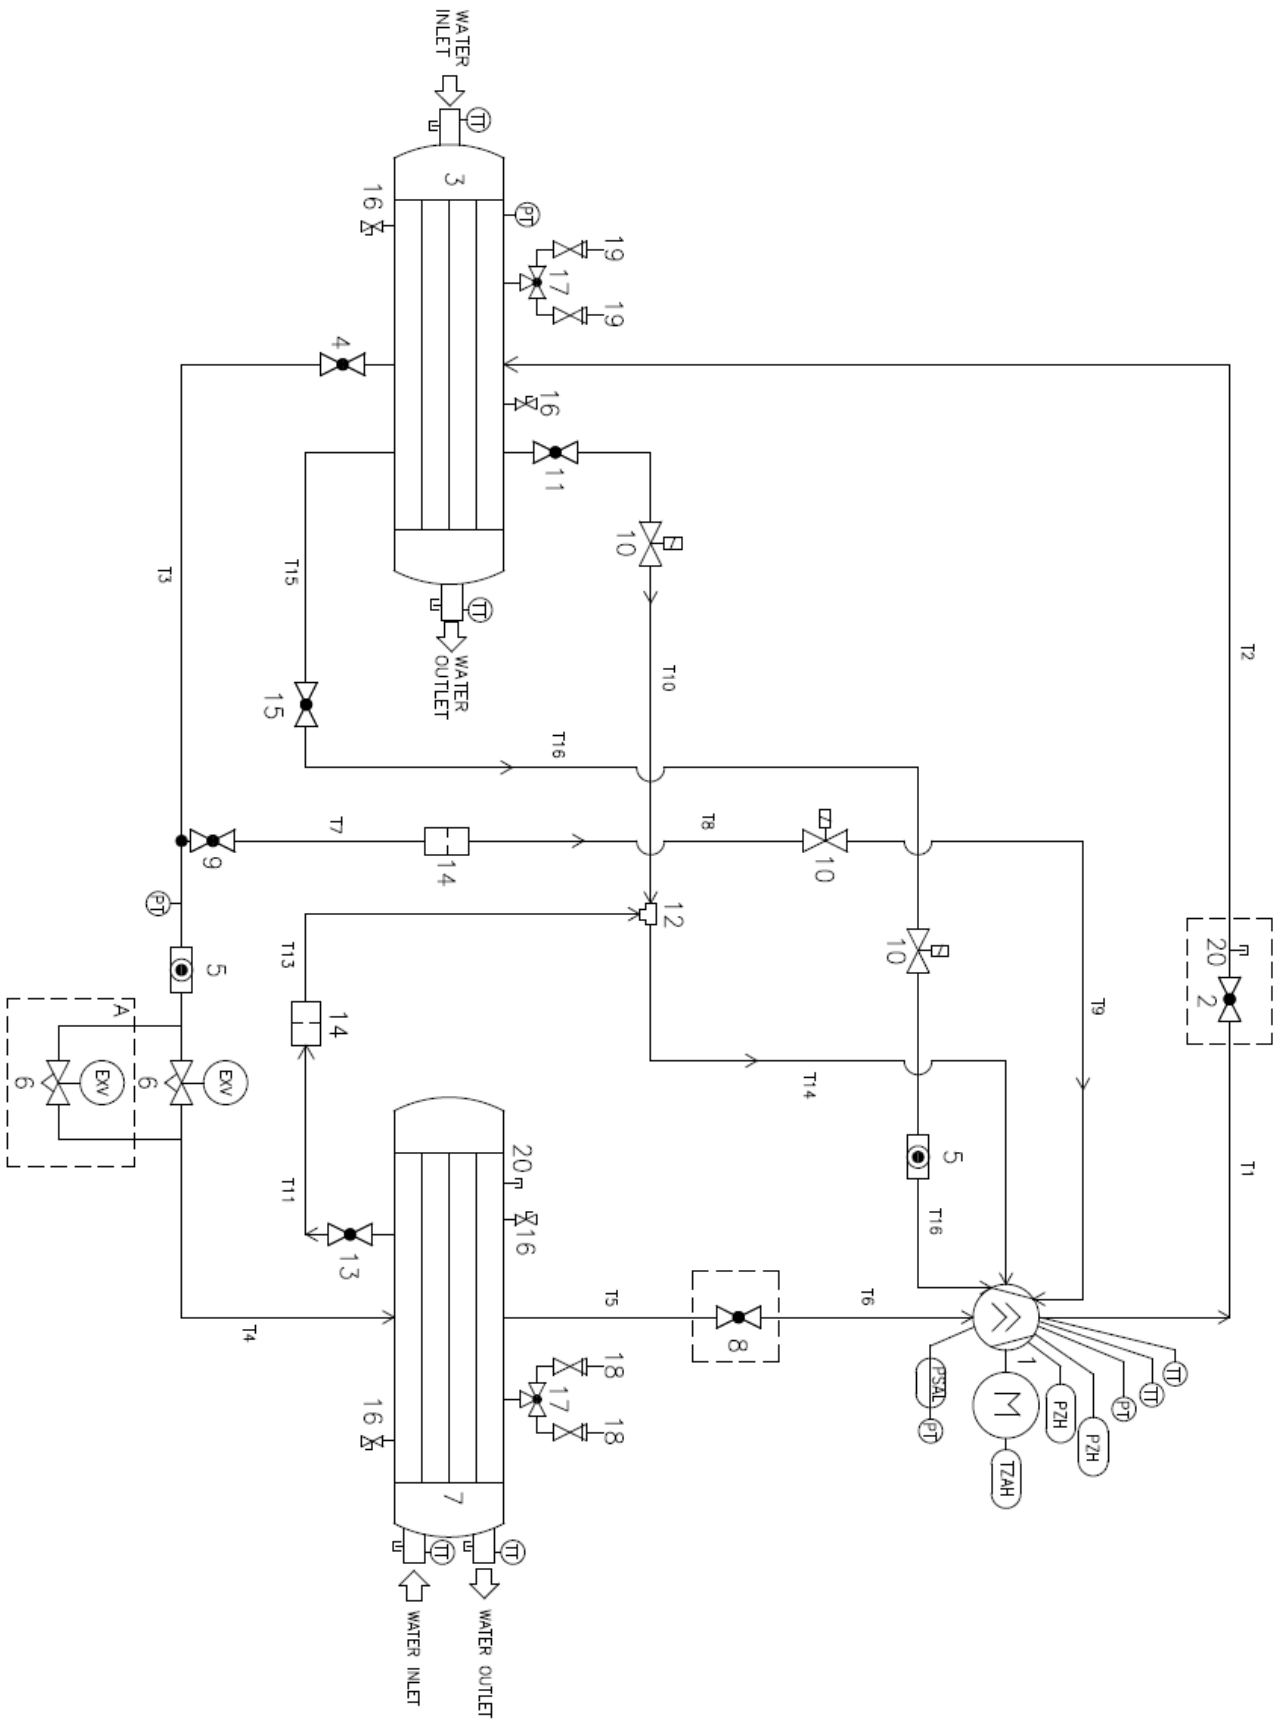 WATER
INLET
TT
3
16
PT
19
17
19
4
16
11
10
T3
T15
TT
WATER
OUTLET
T10
T2
15
T16
9
T7
14
T8
10
PT
12
10
20
2
5
T13
14
T9
A
6
EXV
6
EXV
T14
5
T1
20
16
T11
13
T16
T4
T5
8
T6
1
M
18
17
18
16
PSAL
PT
TT
TT
PT
PZH
PZH
TZAH
7
TT
TT
WATER INLET
WATER OUTLET